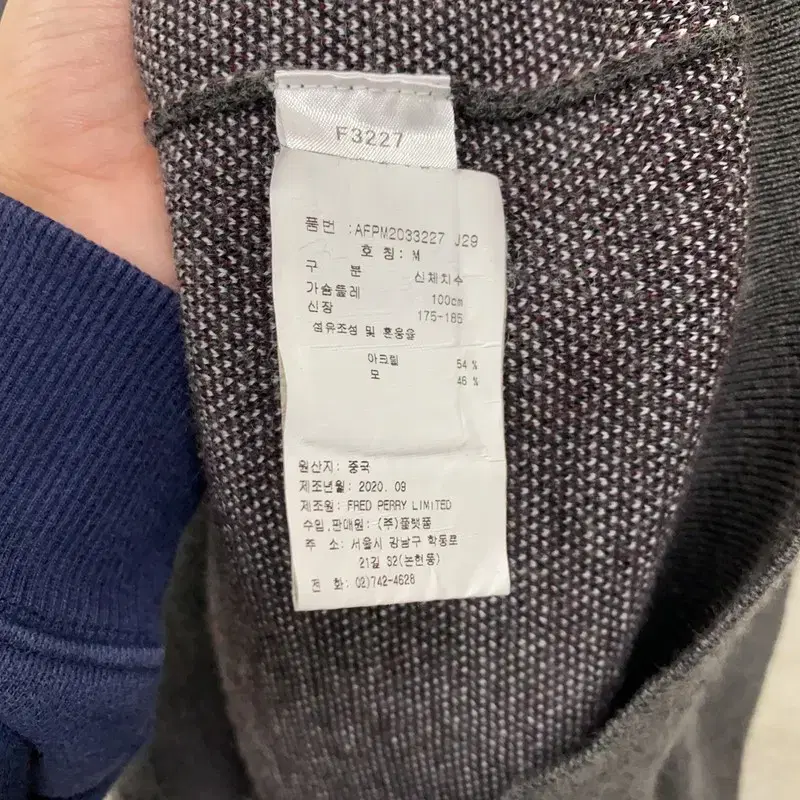 F3227
품번 :AFPM2033227 J29
호칭: M
구 분 신체치수
가슴둘레 100cm
신장 175-185
섬유조성 및 혼용율
아크릴 54 %
모 46 %
원산지: 중국
제조년월: 2020. 09
제조원: FRED PERRY LIMITED
수입,판매원: (주)플랫폼
주 소: 서울시 강남구 학동로
21길 52(논현동)
전 화: 02)742-4628